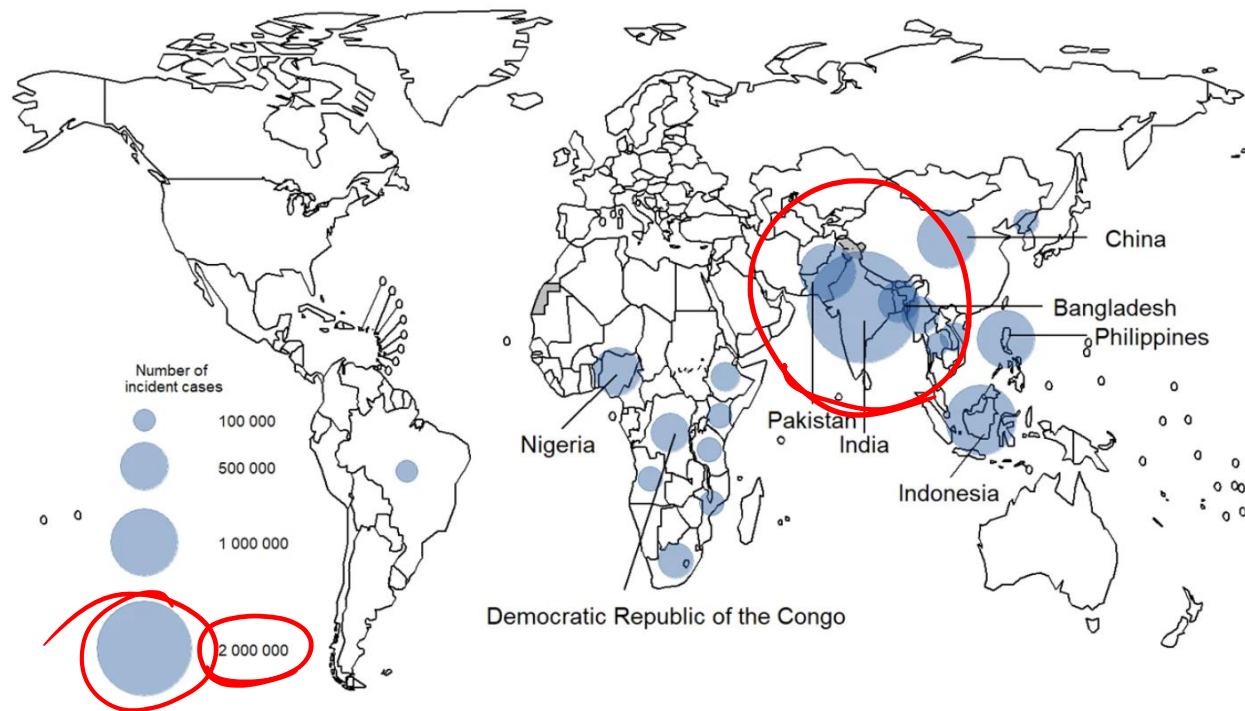 China
Bangladesh
Philippines
Number of
incident cases
100 000
500 000
1 000 000
2 000 000
Nigeria
Pakistan
India
Indonesia
Democratic Republic of the Congo